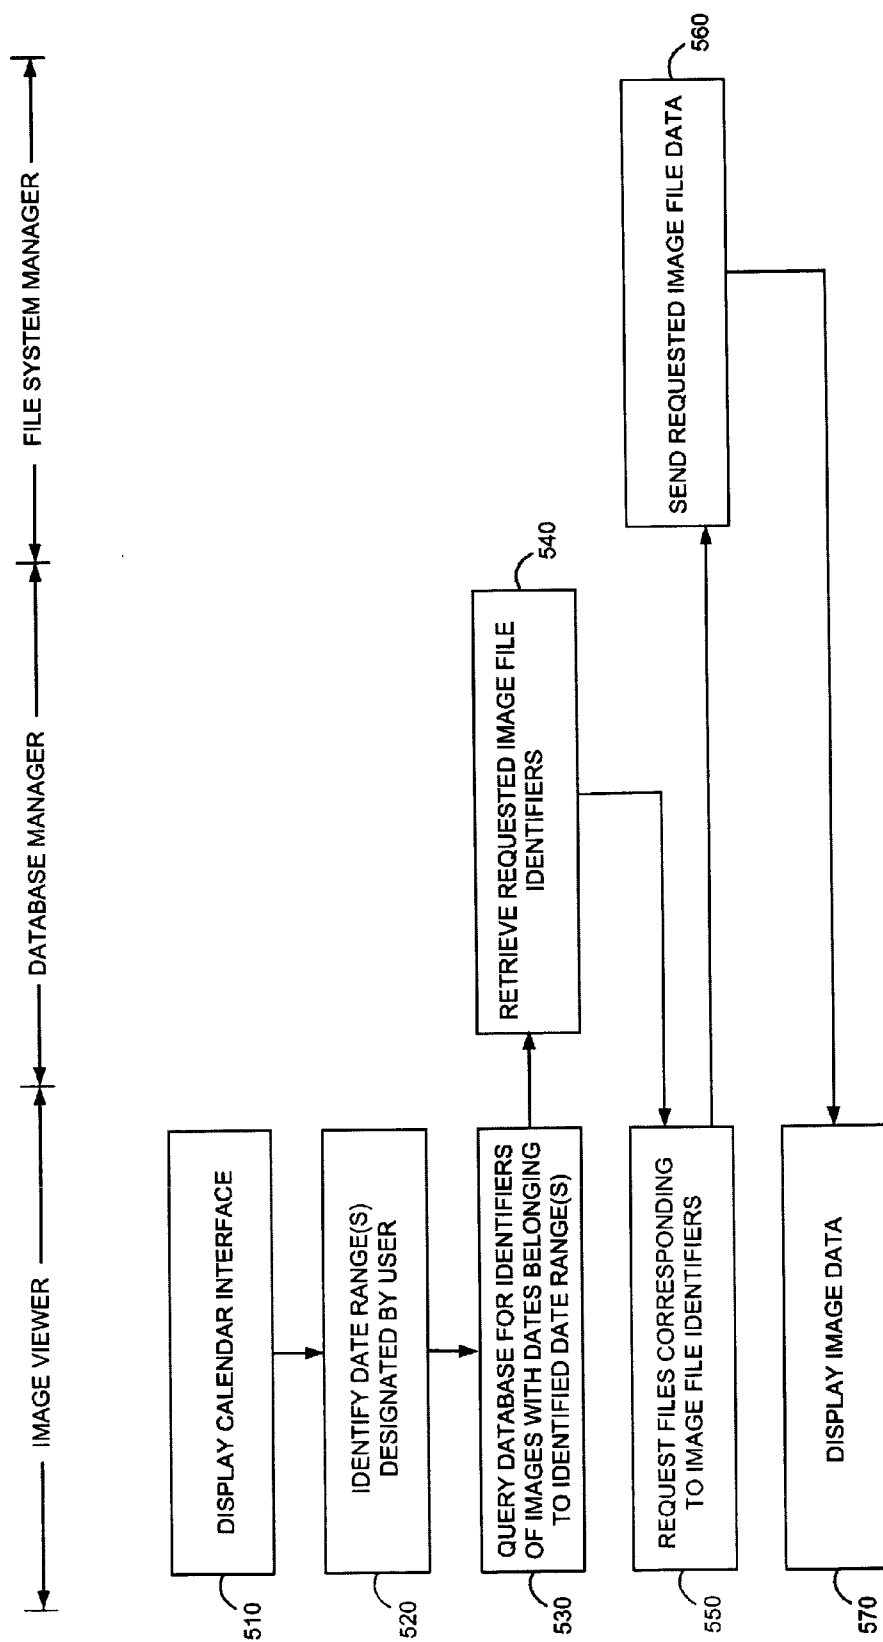 IMAGE VIEWER
DATABASE MANAGER
FILE SYSTEM MANAGER
DISPLAY CALENDAR INTERFACE
510
IDENTIFY DATE RANGE(S)
DESIGNATED BY USER
520
QUERY DATABASE FOR IDENTIFIERS
OF IMAGES WITH DATES BELONGING
TO IDENTIFIED DATE RANGE(S)
530
RETRIEVE REQUESTED IMAGE FILE
IDENTIFIERS
540
REQUEST FILES CORRESPONDING
TO IMAGE FILE IDENTIFIERS
550
SEND REQUESTED IMAGE FILE DATA
560
DISPLAY IMAGE DATA
570